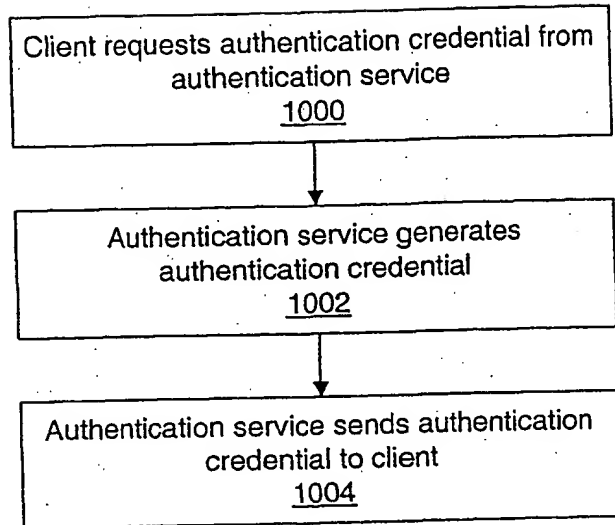 Client requests authentication credential from
authentication service
1000
Authentication service generates
authentication credential
1002
Authentication service sends authentication
credential to client
1004